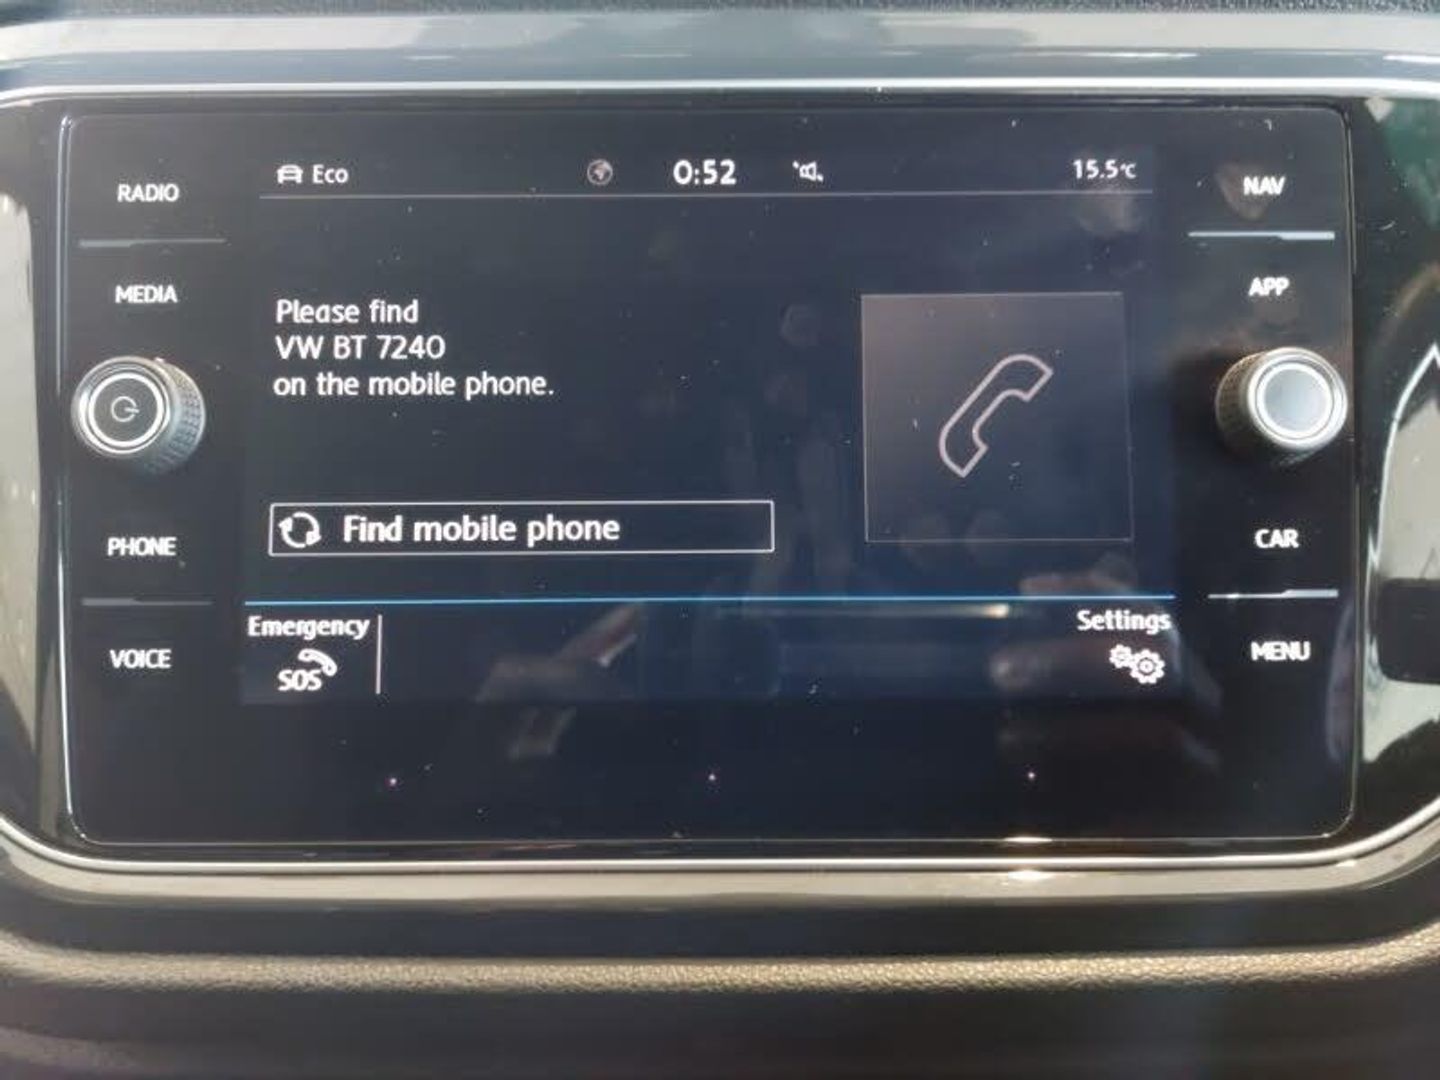 Eco 0:52 15.5°C
RADIO
NAV
MEDIA
APP
Please find
VW BT 7240
on the mobile phone.
Find mobile phone
PHONE
CAR
Emergency
SOS
Settings
VOICE
MENU